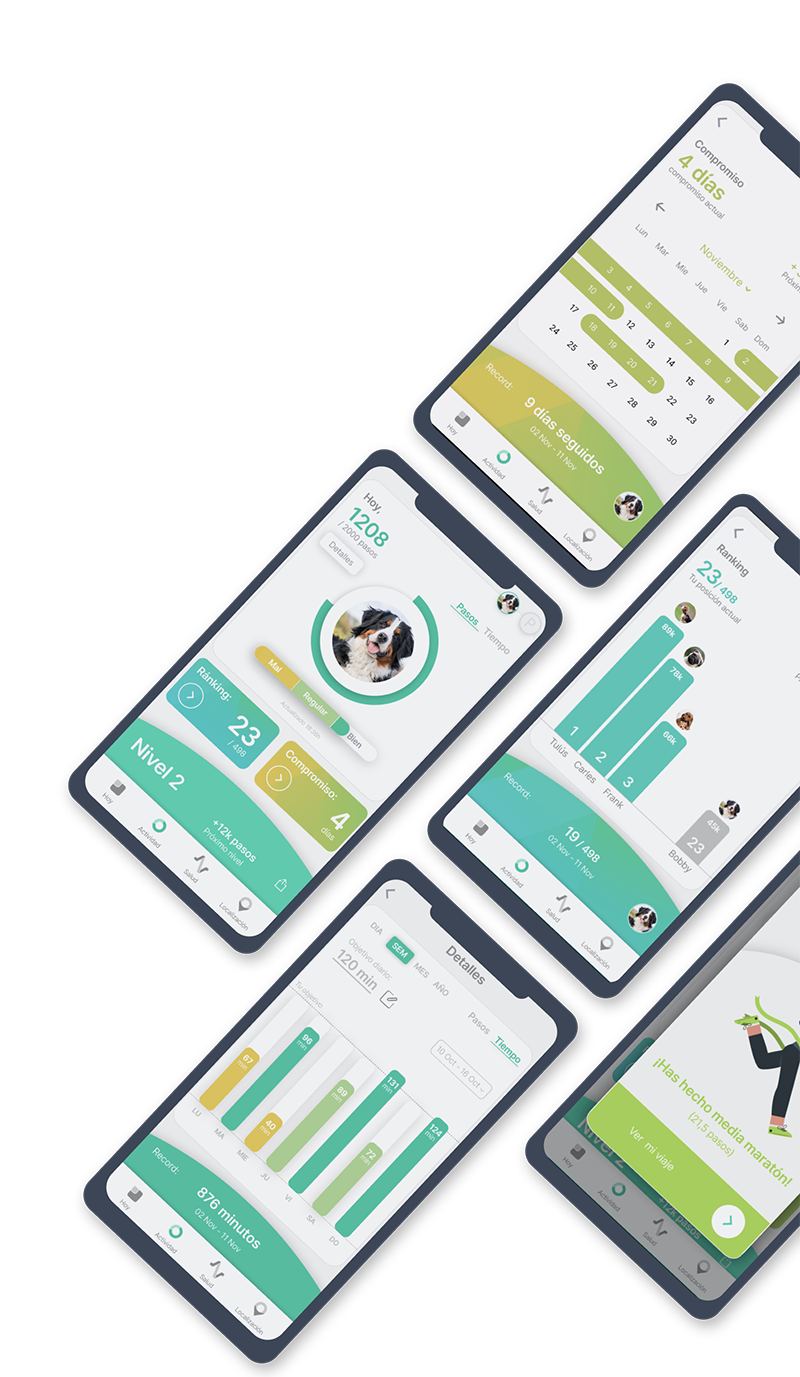 Compromiso
4 días
compromiso actual
Noviembre
Lun Mar Mie Jue Vie Sab Dom
1 2
3 4 5 6 7 8 9
10 11 12 13 14 15 16
17 18 19 20 21 22 23
24 25 26 27 28 29 30
Record:
9 días seguidos
02 Nov - 11 Nov
Hoy
Actividad
Salud
Localización
Hoy,
1208
/ 2000 pasos
Detalles
Pasos Tiempo
P
Mal
Regular
Bien
Ranking:
23
/ 498
Compromiso:
4
días
Nivel 2
+12k pasos
Próximo nivel
Hoy
Actividad
Salud
Localización
Ranking
23/ 498
Tu posición actual
89k
78k
66k
45k
1
2
3
23
Tulús
Carles
Frank
Bobby
Record:
19 / 498
02 Nov - 11 Nov
Hoy
Actividad
Salud
Localización
Detalles
DIA SEM MES AÑO
Objetivo diario:
120 min
Pasos Tiempo
10 Oct - 16 Oct
Tu objetivo
67 min
96 min
40 min
89 min
131 min
72 min
124 min
LU
MA
MIE
JU
VI
SA
DO
Record:
876 minutos
02 Nov - 11 Nov
Hoy
Actividad
Salud
Localización
¡Has hecho media maratón!
(21,5 pasos)
Ver mi viaje
Nivel 2
+12k pasos
Hoy
Actividad
Salud
Localización